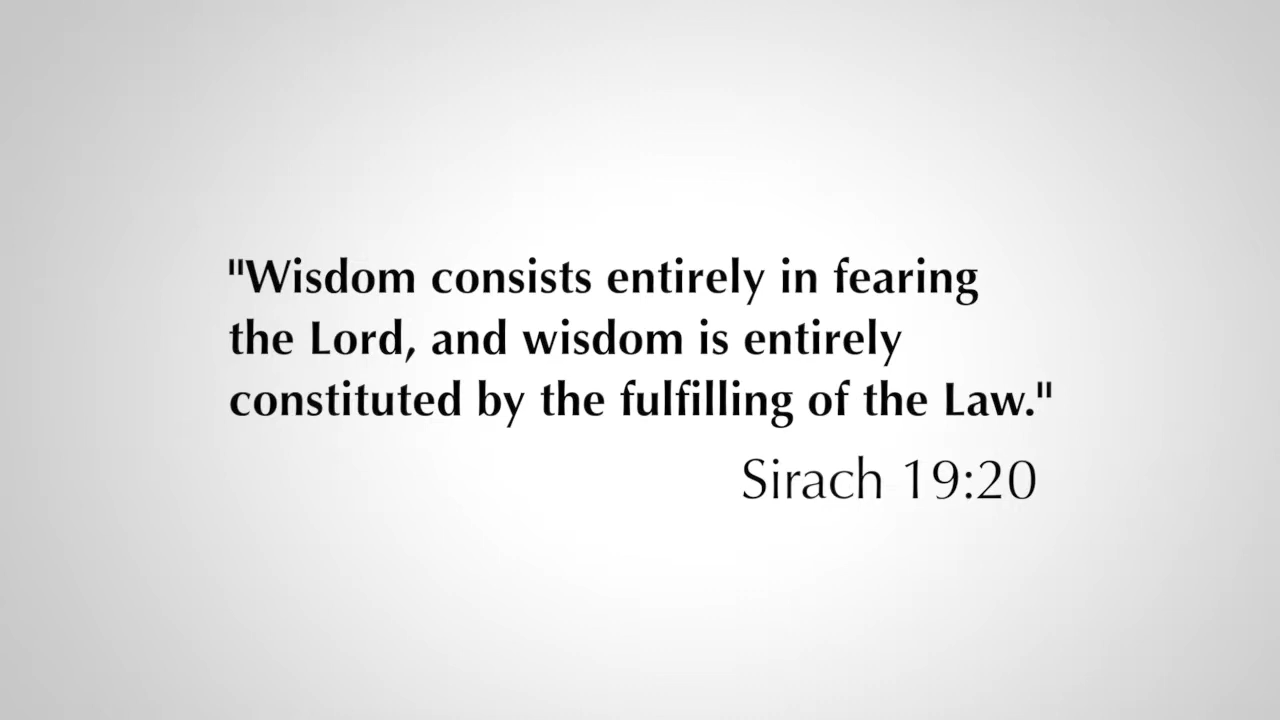 "Wisdom consists entirely in fearing
the Lord, and wisdom is entirely
constituted by the fulfilling of the Law."
Sirach 19:20